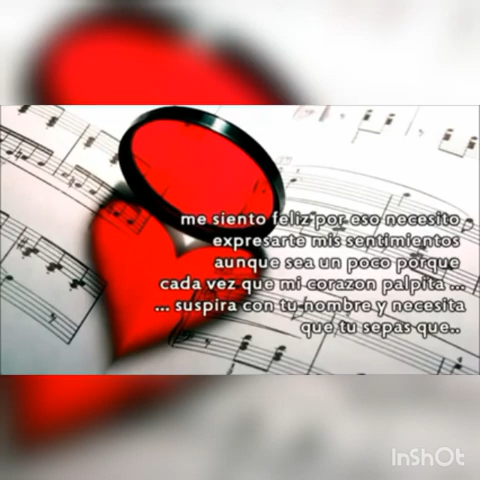 me siento feliz por eso necesito
expresarte mis sentimientos
aunque sea un poco porque
cada vez que mi corazon palpita ...
... suspira con tu nombre y necesita
que tu sepas que..
InShOt